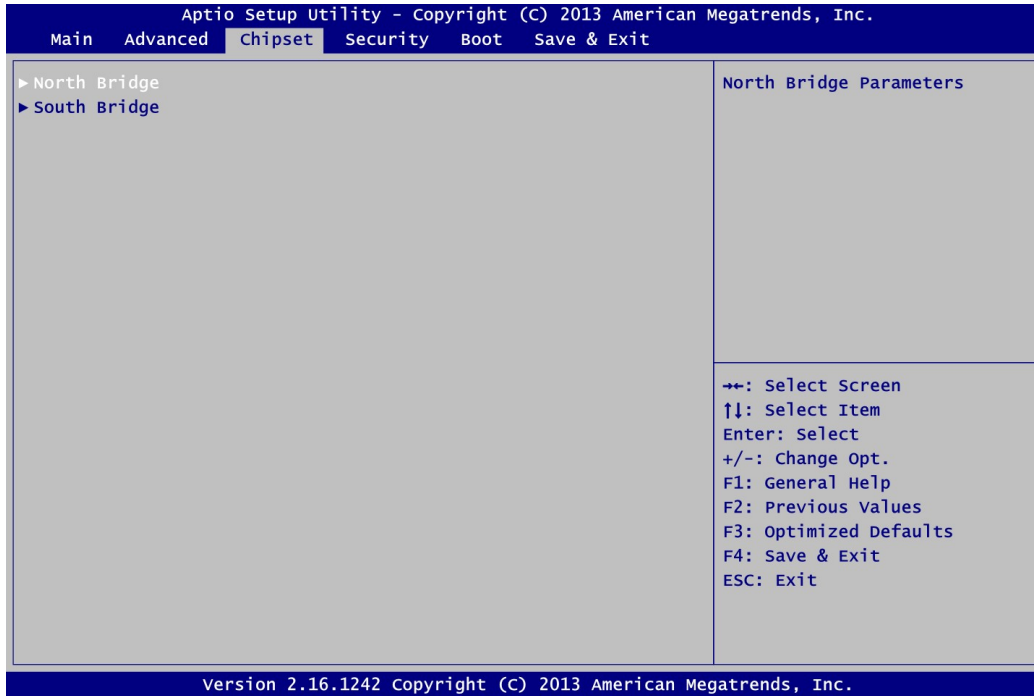 Aptio Setup Utility - Copyright (C) 2013 American Megatrends, Inc.
Main Advanced Chipset Security Boot Save & Exit
►North Bridge
►South Bridge
North Bridge Parameters
→←: Select Screen
↑↓: Select Item
Enter: Select
+/-: Change Opt.
F1: General Help
F2: Previous Values
F3: Optimized Defaults
F4: Save & Exit
ESC: Exit
Version 2.16.1242 Copyright (C) 2013 American Megatrends, Inc.